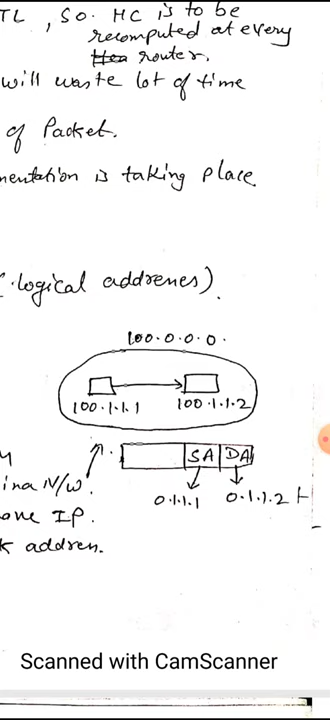 TL, SO. HC is to be
recomputed at every
router.
will waste lot of time
of Packet.
mentation is taking place
logical addresses).
100.0.0.0.
100.1.1.1 100.1.1.2
SA DA
in a N/W.
0.1.1.1 0.1.1.2
one IP.
k addren.
Scanned with CamScanner